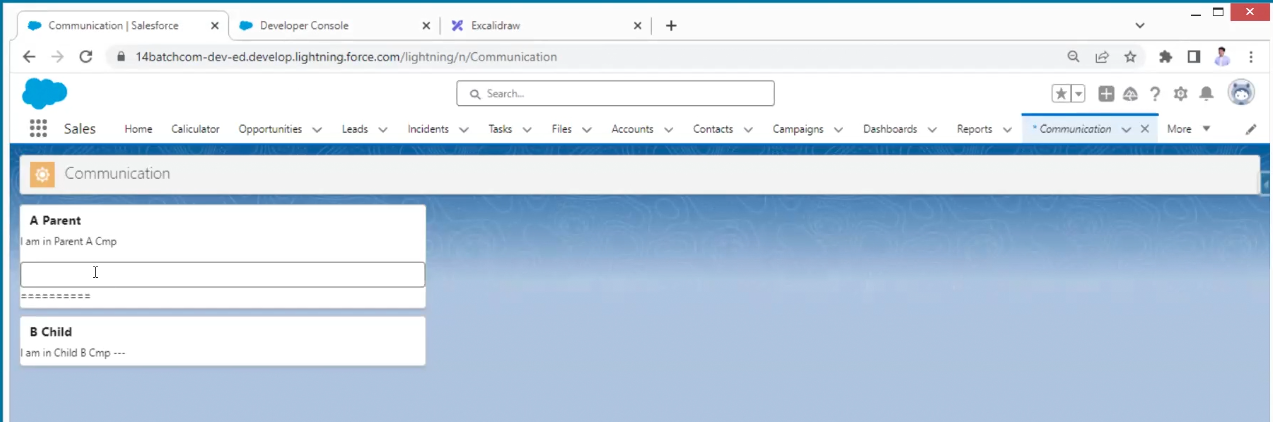 Communication | Salesforce
Developer Console
Excalidraw
14batchcom-dev-ed.develop.lightning.force.com/lightning/n/Communication
Search...
Sales Home Calriculator Opportunities Leads Incidents Tasks Files Accounts Contacts Campaigns Dashboards Reports * Communication More
Communication
A Parent
I am in Parent A Cmp
==========
B Child
I am in Child B Cmp ---